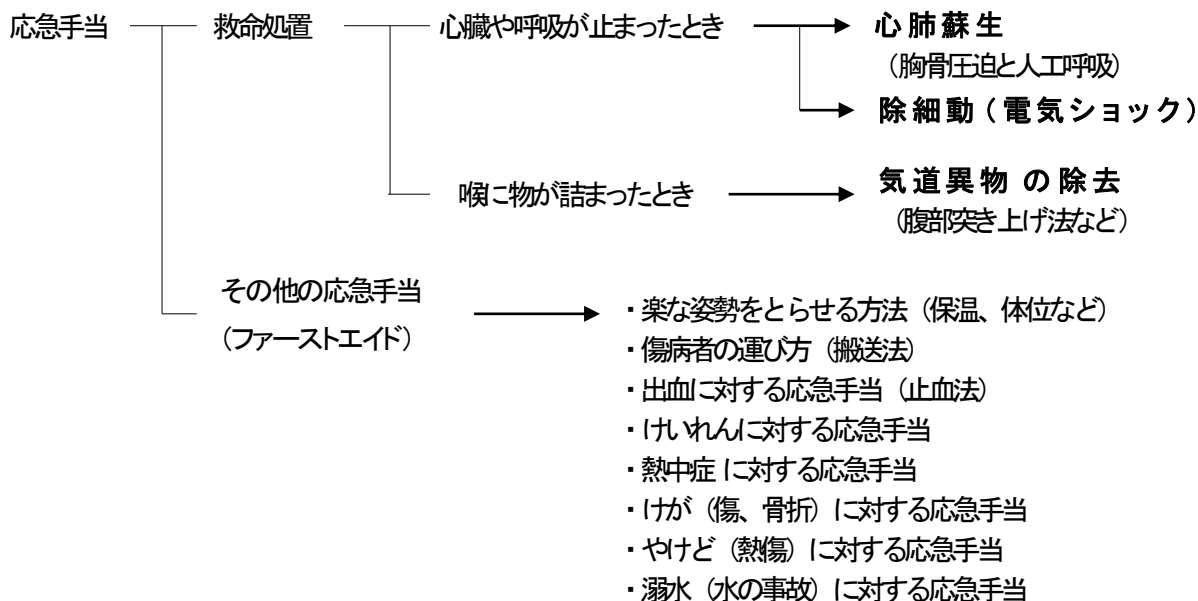 応急手当 救命処置 心臓や呼吸が止まったとき 心肺蘇生
（胸骨圧迫と人工呼吸）
除細動（電気ショック）
喉に物が詰まったとき 気道異物の除去
（腹部突き上げ法など）
その他の応急手当
（ファーストエイド）
・楽な姿勢をとらせる方法（保温、体位など）
・傷病者の運び方（搬送法）
・出血に対する応急手当（止血法）
・けいれんに対する応急手当
・熱中症に対する応急手当
・けが（傷、骨折）に対する応急手当
・やけど（熱傷）に対する応急手当
・溺水（水の事故）に対する応急手当